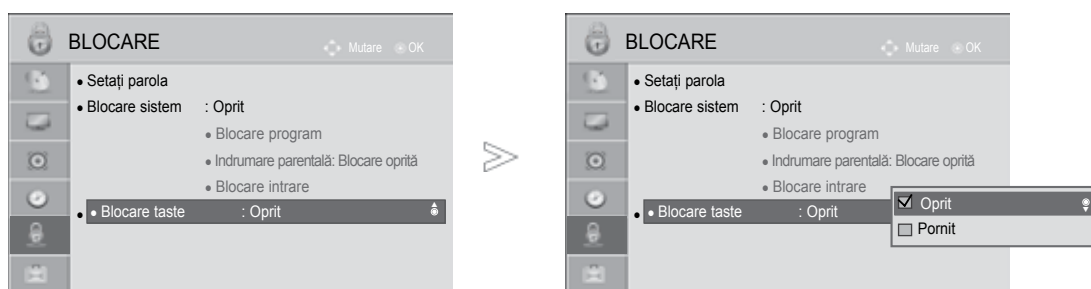 BLOCARE
Mutare OK
• Setați parola
• Blocare sistem : Oprit
• Blocare program
• Indrumare parentală: Blocare oprită
• Blocare intrare
• • Blocare taste : Oprit
BLOCARE
Mutare OK
• Setați parola
• Blocare sistem : Oprit
• Blocare program
• Indrumare parentală: Blocare oprită
• Blocare intrare
• • Blocare taste : Oprit
Oprit
Pornit